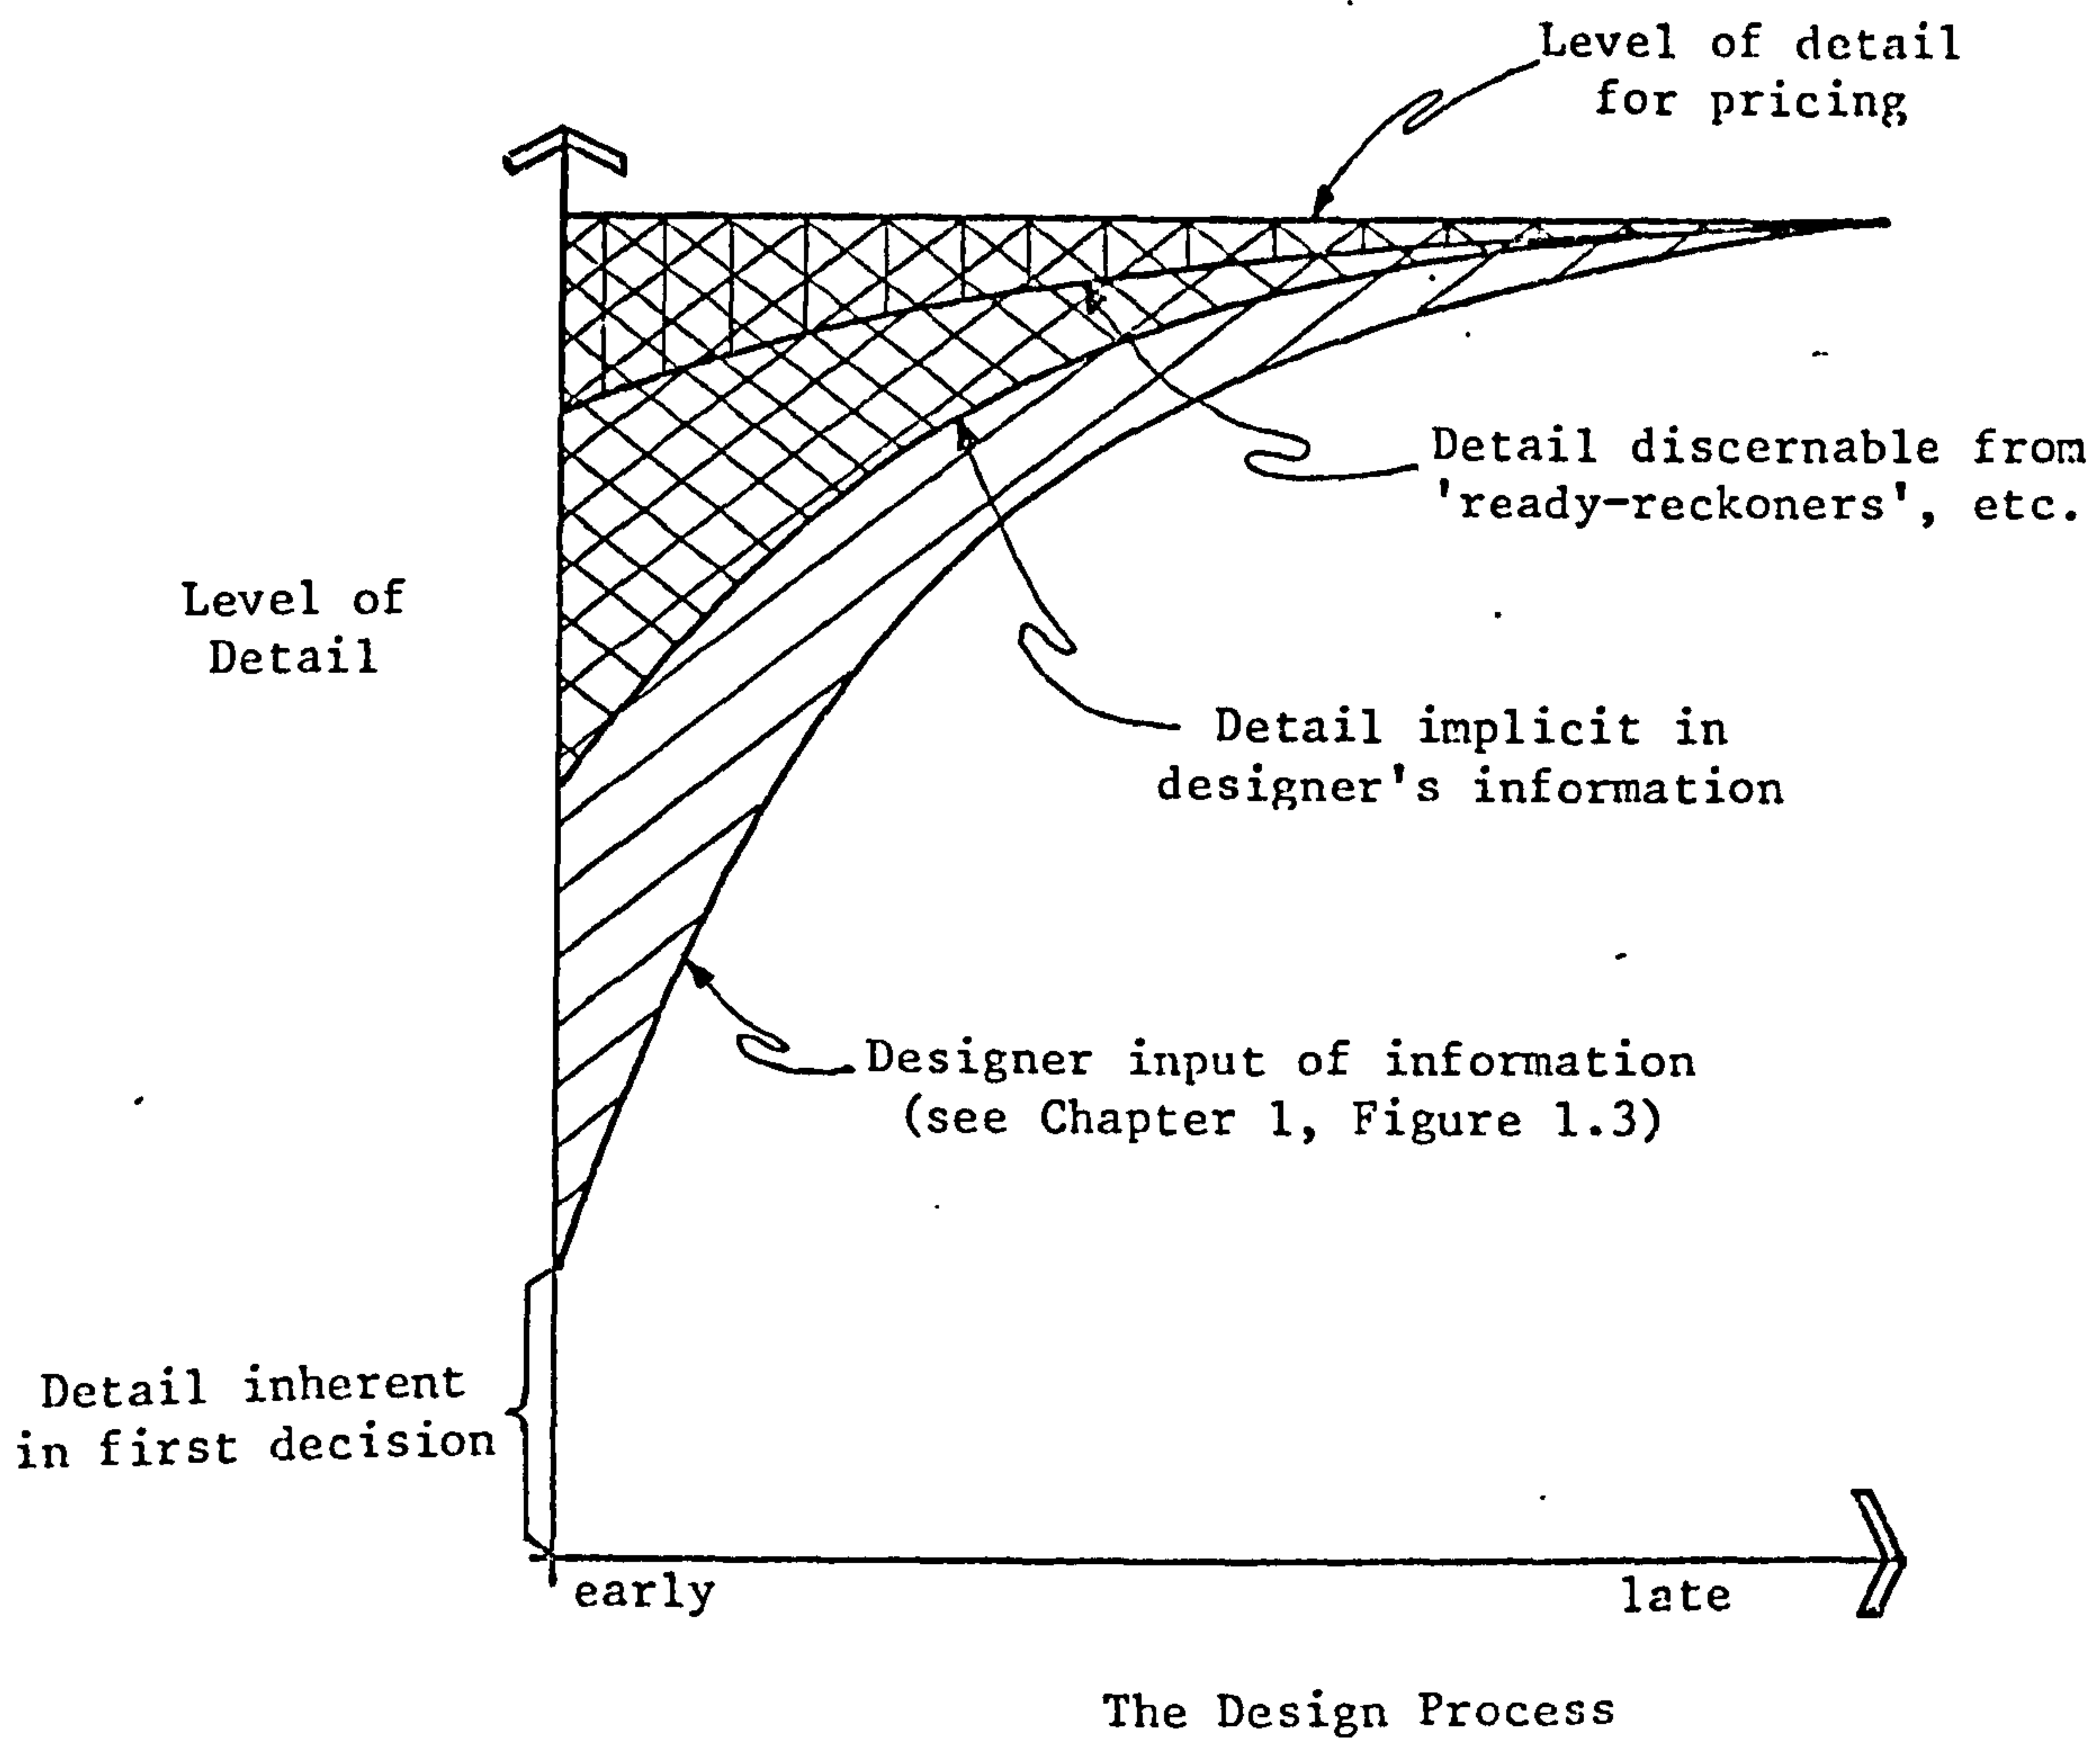 Level of detail
for pricing
Detail discernable from
'ready-reckoners', etc.
Level of
Detail
Detail implicit in
designer's information
Designer input of information
(see Chapter 1, Figure 1.3)
Detail inherent
in first decision
early
late
The Design Process